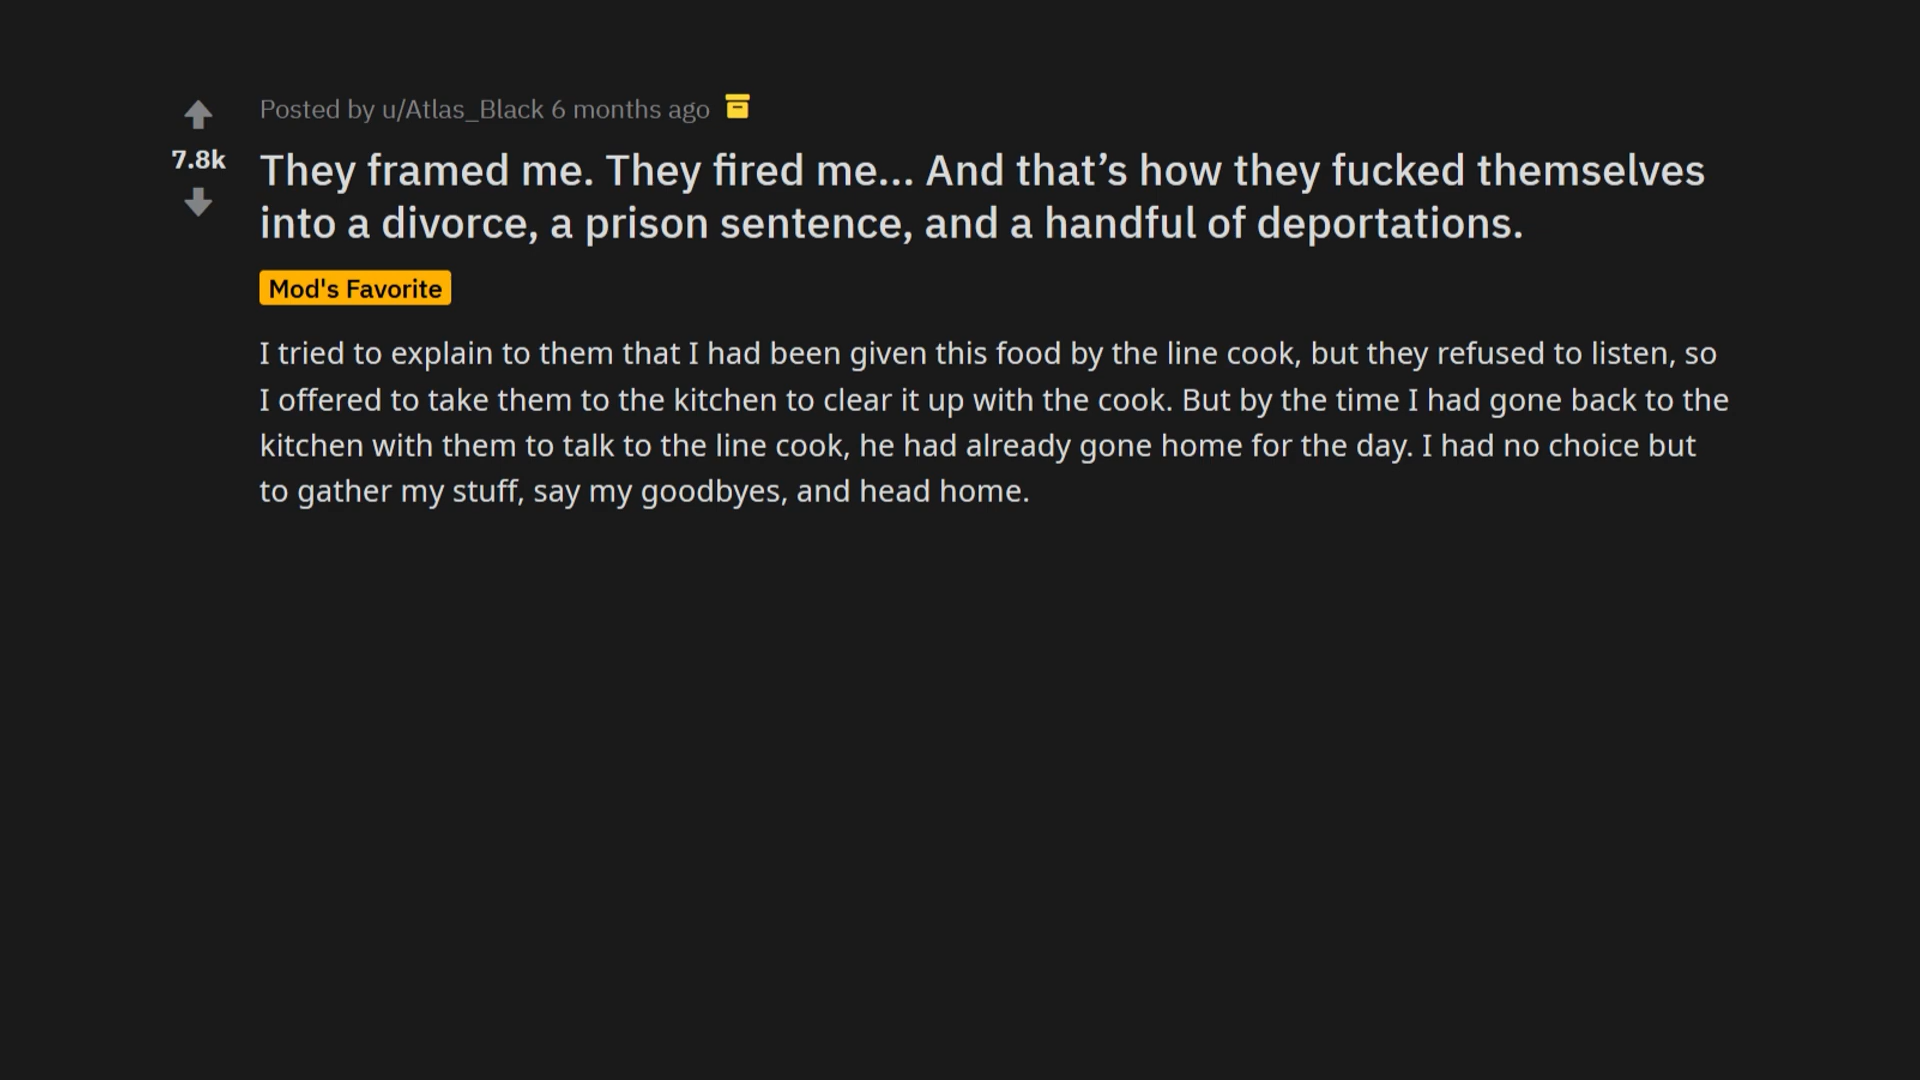 Posted by u/Atlas_Black 6 months ago
7.8k
They framed me. They fired me... And that’s how they fucked themselves
into a divorce, a prison sentence, and a handful of deportations.
Mod's Favorite
I tried to explain to them that I had been given this food by the line cook, but they refused to listen, so
I offered to take them to the kitchen to clear it up with the cook. But by the time I had gone back to the
kitchen with them to talk to the line cook, he had already gone home for the day. I had no choice but
to gather my stuff, say my goodbyes, and head home.